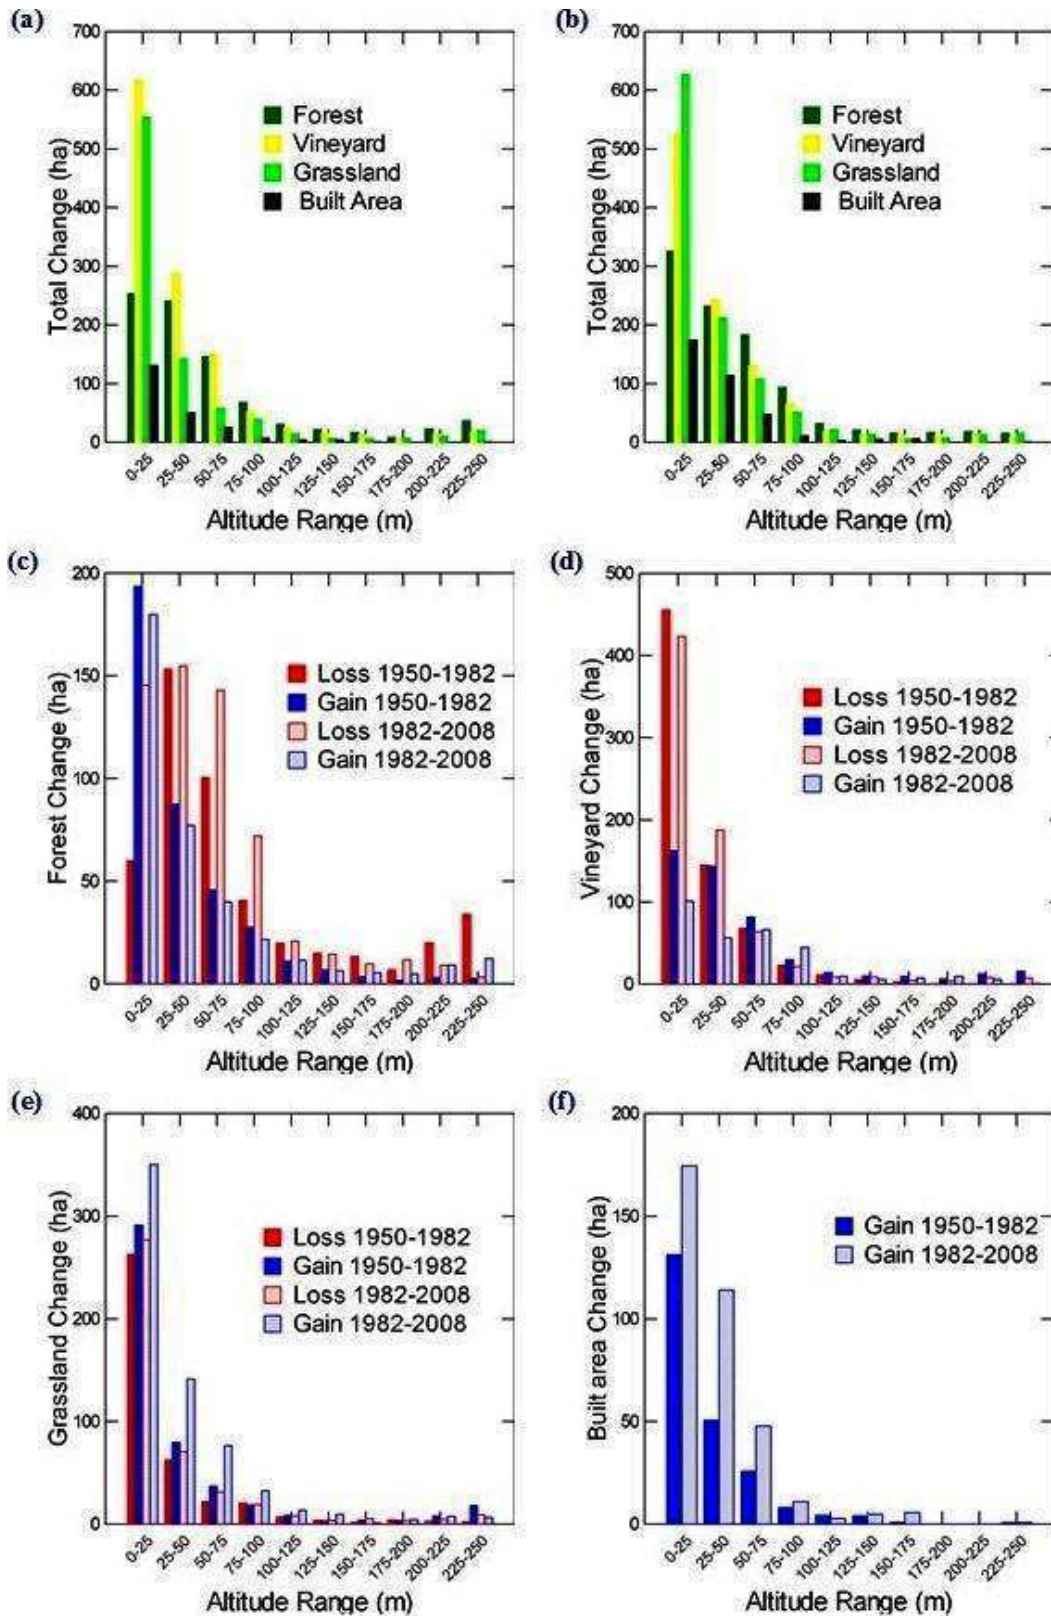 (a)
700
600
500
400
300
200
100
0
Total Change (ha)
Forest
Vineyard
Grassland
Built Area
0-25
25-50
50-75
75-100
100-125
125-150
150-175
175-200
200-225
225-250
Altitude Range (m)
(b)
700
600
500
400
300
200
100
0
Total Change (ha)
Forest
Vineyard
Grassland
Built Area
0-25
25-50
50-75
75-100
100-125
125-150
150-175
175-200
200-225
225-250
Altitude Range (m)
(c)
200
150
100
50
0
Forest Change (ha)
Loss 1950-1982
Gain 1950-1982
Loss 1982-2008
Gain 1982-2008
0-25
25-50
50-75
75-100
100-125
125-150
150-175
175-200
200-225
225-250
Altitude Range (m)
(d)
500
400
300
200
100
0
Vineyard Change (ha)
Loss 1950-1982
Gain 1950-1982
Loss 1982-2008
Gain 1982-2008
0-25
25-50
50-75
75-100
100-125
125-150
150-175
175-200
200-225
225-250
Altitude Range (m)
(e)
400
300
200
100
0
Grassland Change (ha)
Loss 1950-1982
Gain 1950-1982
Loss 1982-2008
Gain 1982-2008
0-25
25-50
50-75
75-100
100-125
125-150
150-175
175-200
200-225
225-250
Altitude Range (m)
(f)
200
150
100
50
0
Built area Change (ha)
Gain 1950-1982
Gain 1982-2008
0-25
25-50
50-75
75-100
100-125
125-150
150-175
175-200
200-225
225-250
Altitude Range (m)